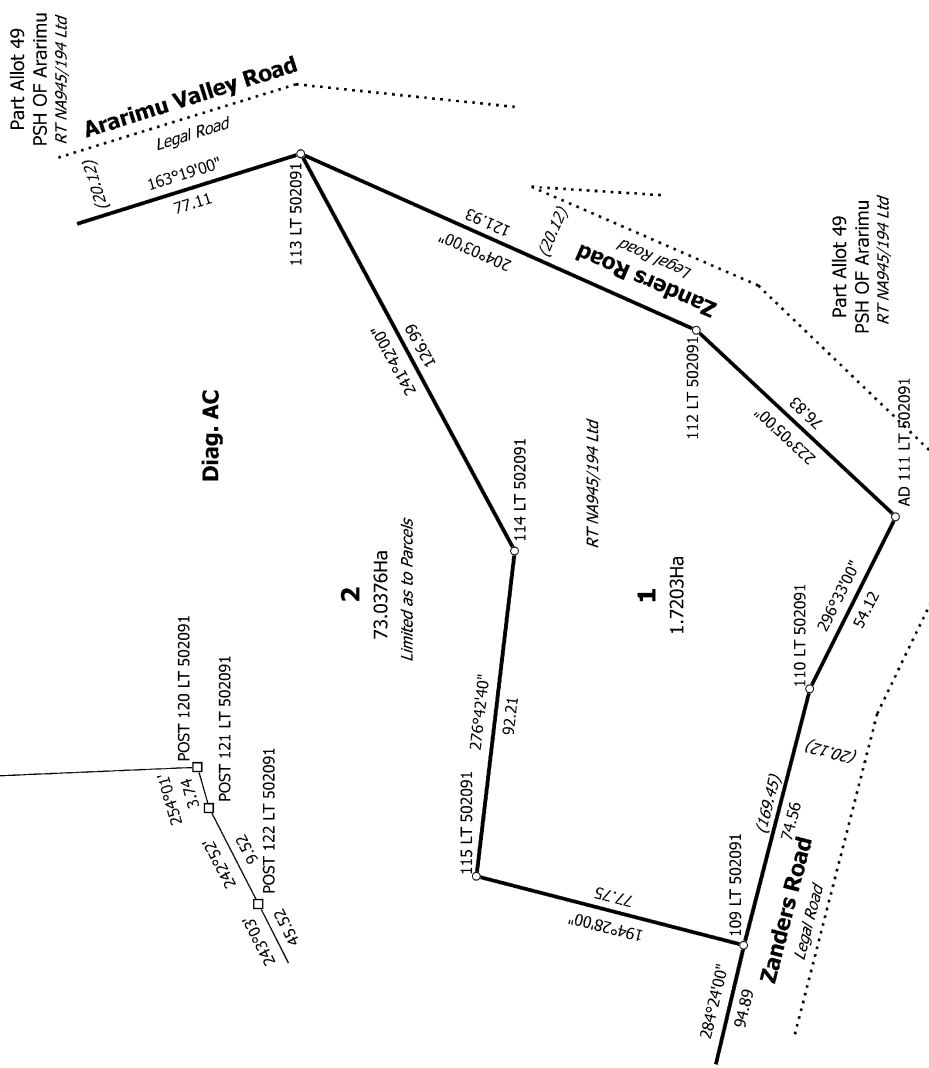 Part Allot 49
PSH OF Ararimu
RT NA945/194 Ltd
Ararimu Valley Road
Legal Road
(20.12)
163°19'00"
77.11
113 LT 502091
121.93
204°03'00"
(20.12)
Legal Road
Zanders Road
Part Allot 49
PSH OF Ararimu
RT NA945/194 Ltd
241°42'00"
126.99
Diag. AC
112 LT 502091
76.83
223°05'00"
AD 111 LT 502091
114 LT 502091
RT NA945/194 Ltd
2
73.0376Ha
Limited as to Parcels
1
1.7203Ha
296°33'00"
54.12
110 LT 502091
276°42'40"
92.21
POST 120 LT 502091
POST 121 LT 502091
POST 122 LT 502091
254°01'
3.74
242°52'
9.52
243°03'
45.52
115 LT 502091
77.75
194°28'00"
109 LT 502091
(169.45)
74.56
(20.12)
Zanders Road
Legal Road
284°24'00"
94.89